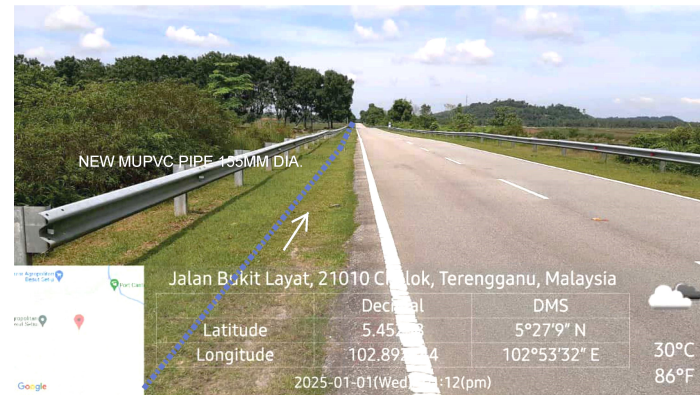 NEW MUPVC PIPE 155MM DIA.
Jalan Bukit Layat, 21010 Chalok, Terengganu, Malaysia
Decimal DMS
Latitude 5°27'9" N
Longitude 102°53'32" E
30°C
86°F
Google